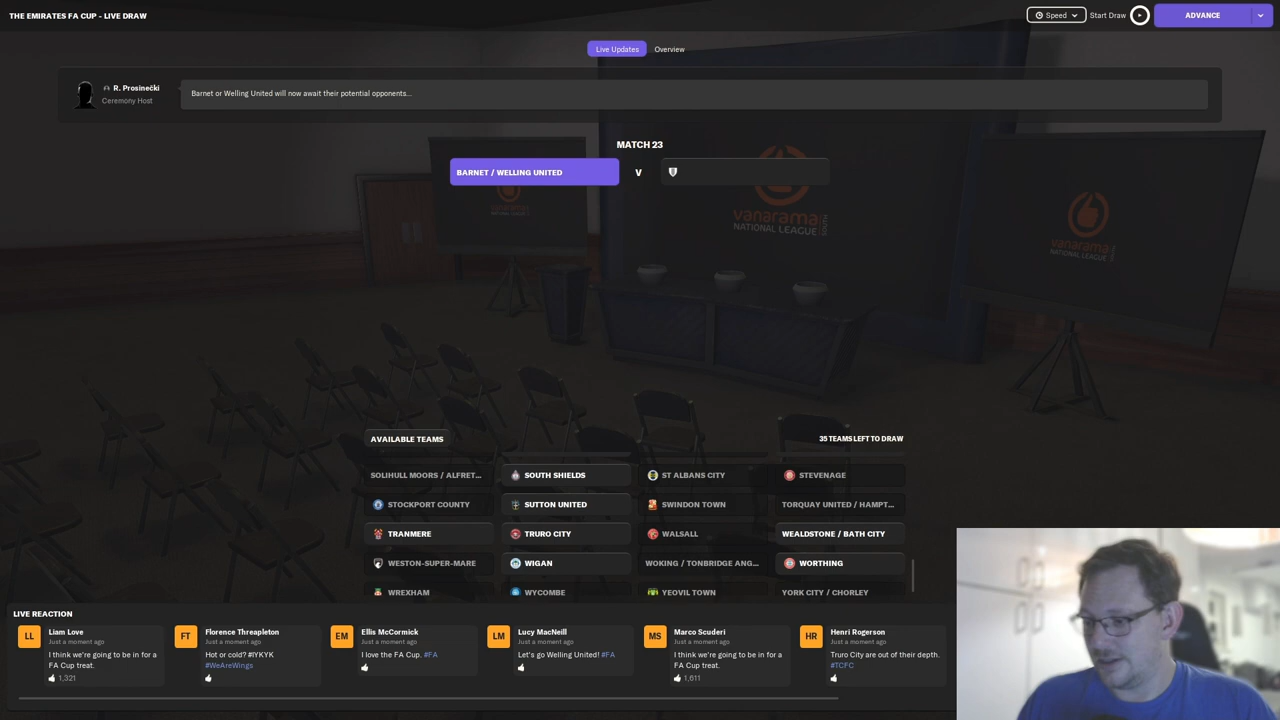 THE EMIRATES FA CUP - LIVE DRAW
Speed
Start Draw
ADVANCE
Live Updates
Overview
R. Prosinečki
Ceremony Host
Barnet or Welling United will now await their potential opponents...
MATCH 23
BARNET / WELLING UNITED
V
vanarama
NATIONAL LEAGUE
vanarama
NATIONAL LEAGUE
AVAILABLE TEAMS
35 TEAMS LEFT TO DRAW
SOLIHULL MOORS / ALFRET...
SOUTH SHIELDS
ST ALBANS CITY
STEVENAGE
STOCKPORT COUNTY
SUTTON UNITED
SWINDON TOWN
TORQUAY UNITED / HAMPT...
TRANMERE
TRURO CITY
WALSALL
WEALDSTONE / BATH CITY
WESTON-SUPER-MARE
WIGAN
WOKING / TONBRIDGE ANG...
WORTHING
WREXHAM
WYCOMBE
YEOVIL TOWN
YORK CITY / CHORLEY
LIVE REACTION
LL
Liam Love
Just a moment ago
I think we're going to be in for a
FA Cup treat.
1,321
FT
Florence Threapleton
Just a moment ago
Hot or cold? #IYKYK
#WeAreWings
EM
Ellis McCormick
Just a moment ago
I love the FA Cup. #FA
LM
Lucy MacNeill
Just a moment ago
Let's go Welling United! #FA
MS
Marco Scuderi
Just a moment ago
I think we're going to be in for a
FA Cup treat.
1,611
HR
Henri Rogerson
Just a moment ago
Truro City are out of their depth.
#TCFC